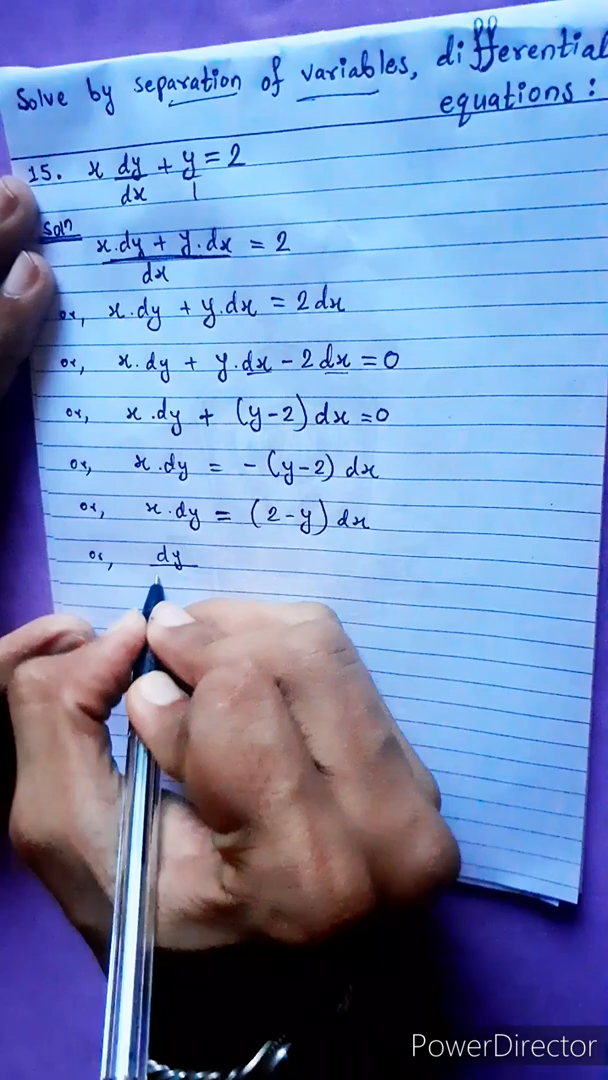 Solve by separation of variables, differential
equations :
15. x dy/dx + y/1 = 2
Soln
x.dy + y.dx / dx = 2
or, x.dy + y.dx = 2dx
or, x.dy + y.dx - 2dx = 0
or, x.dy + (y-2) dx = 0
or, x.dy = -(y-2) dx
or, x.dy = (2-y) dx
or, dy
PowerDirector